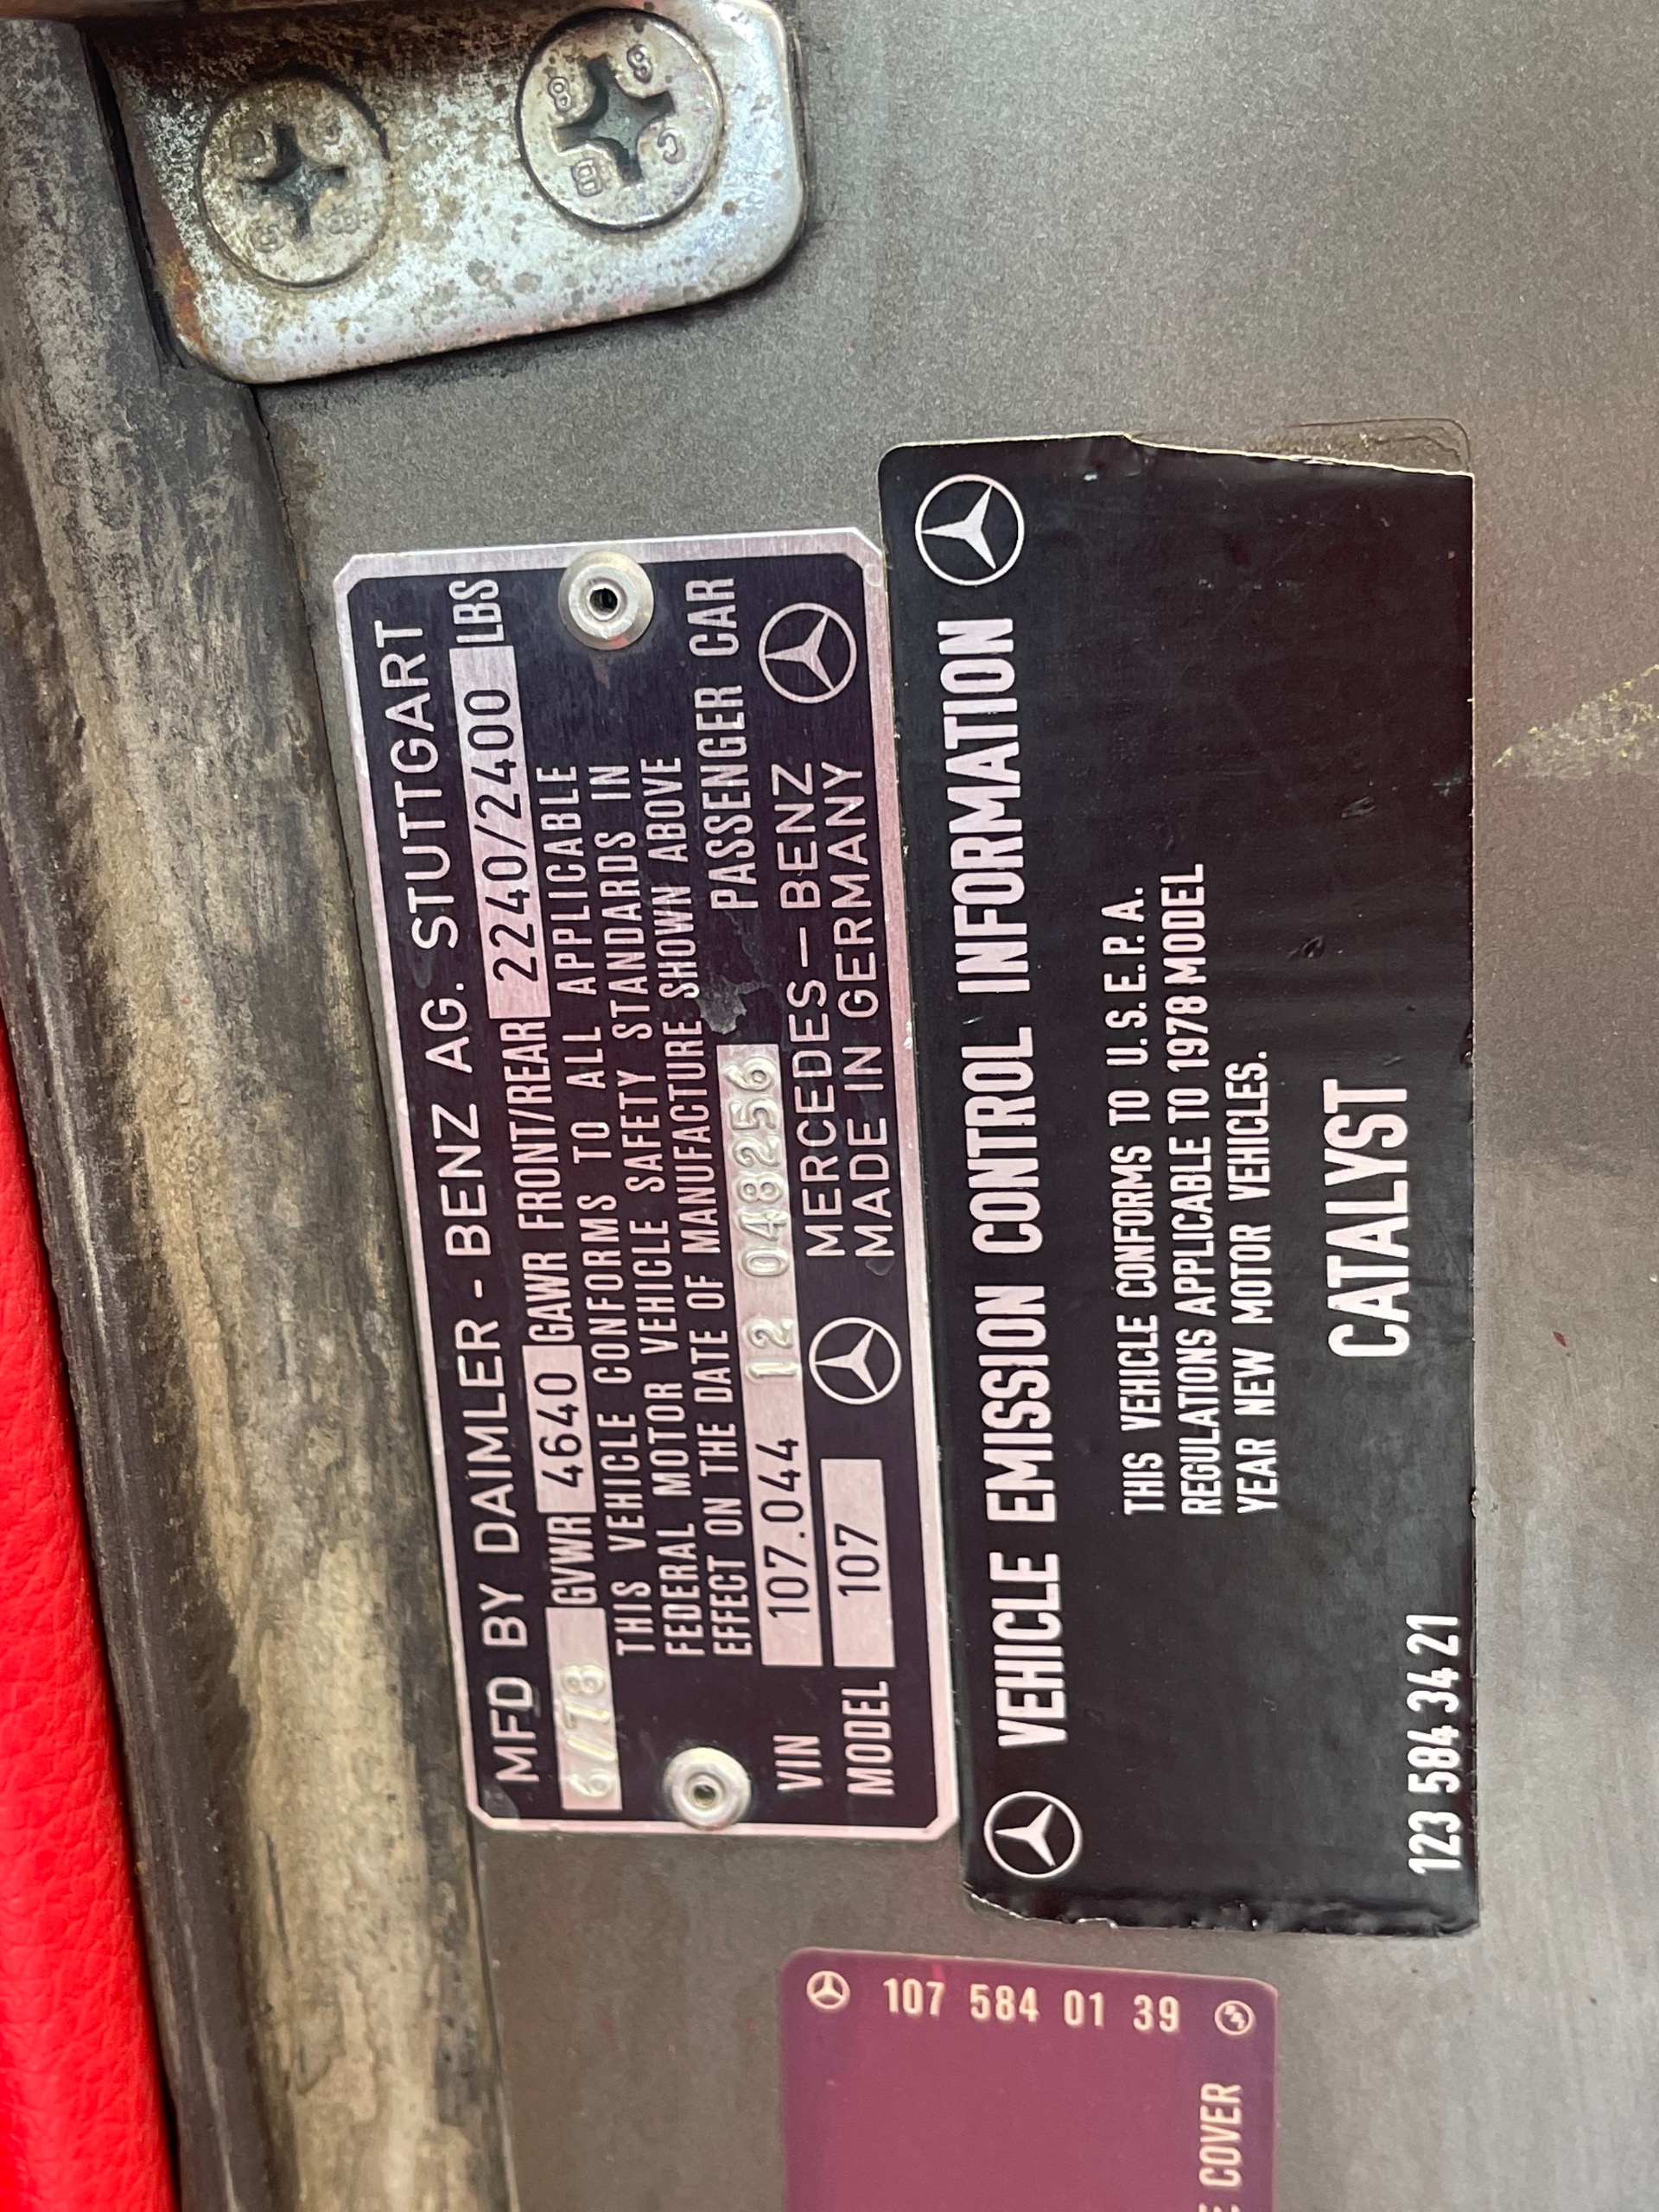 MFD BY DAIMLER - BENZ AG. STUTTGART
6/78 GVWR 4640 GAWR FRONT/REAR 2240/2400 LBS
THIS VEHICLE CONFORMS TO ALL APPLICABLE
FEDERAL MOTOR VEHICLE SAFETY STANDARDS IN
EFFECT ON THE DATE OF MANUFACTURE SHOWN ABOVE
VIN 107.044 12 048256 PASSENGER CAR
MODEL 107 MERCEDES-BENZ
MADE IN GERMANY
VEHICLE EMISSION CONTROL INFORMATION
THIS VEHICLE CONFORMS TO U.S.E.P.A.
REGULATIONS APPLICABLE TO 1978 MODEL
YEAR NEW MOTOR VEHICLES.
CATALYST
123 584 34 21
107 584 01 39
COVER